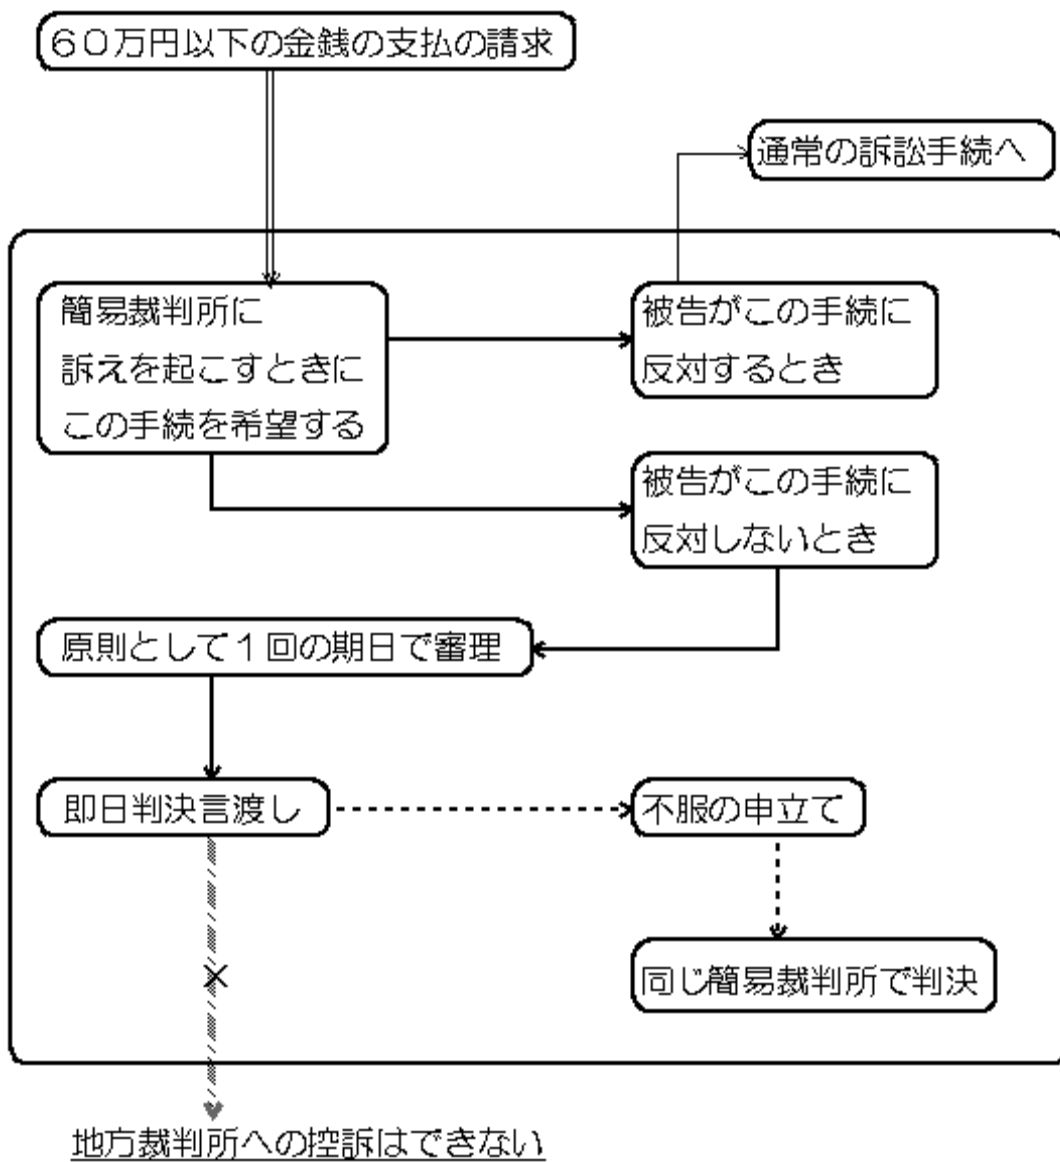 ６０万円以下の金銭の支払の請求
通常の訴訟手続へ
簡易裁判所に
訴えを起こすときに
この手続を希望する
被告がこの手続に
反対するとき
被告がこの手続に
反対しないとき
原則として１回の期日で審理
即日判決言渡し
不服の申立て
同じ簡易裁判所で判決
地方裁判所への控訴はできない